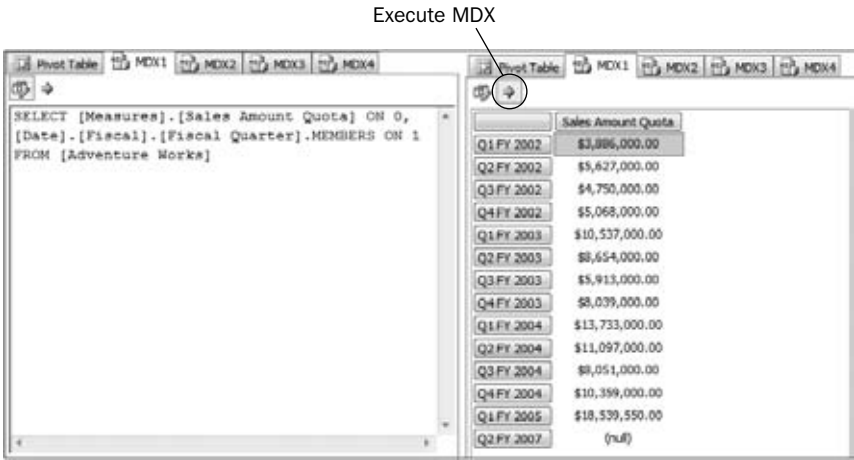 Execute MDX
Pivot Table MDX1 MDX2 MDX3 MDX4
SELECT [Measures].[Sales Amount Quota] ON 0,
[Date].[Fiscal].[Fiscal Quarter].MEMBERS ON 1
FROM [Adventure Works]
Pivot Table MDX1 MDX2 MDX3 MDX4
Sales Amount Quota
Q1 FY 2002 $3,886,000.00
Q2 FY 2002 $5,627,000.00
Q3 FY 2002 $4,750,000.00
Q4 FY 2002 $5,068,000.00
Q1 FY 2003 $10,537,000.00
Q2 FY 2003 $8,654,000.00
Q3 FY 2003 $5,913,000.00
Q4 FY 2003 $8,039,000.00
Q1 FY 2004 $13,733,000.00
Q2 FY 2004 $11,097,000.00
Q3 FY 2004 $8,051,000.00
Q4 FY 2004 $10,359,000.00
Q1 FY 2005 $18,539,550.00
Q2 FY 2007 (null)